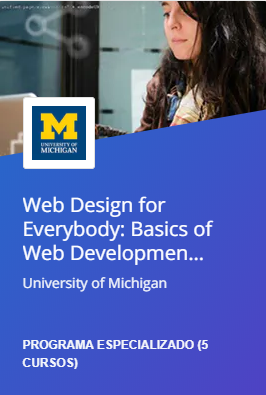 M
UNIVERSITY OF
MICHIGAN
Web Design for
Everybody: Basics of
Web Developmen...
University of Michigan
PROGRAMA ESPECIALIZADO (5
CURSOS)